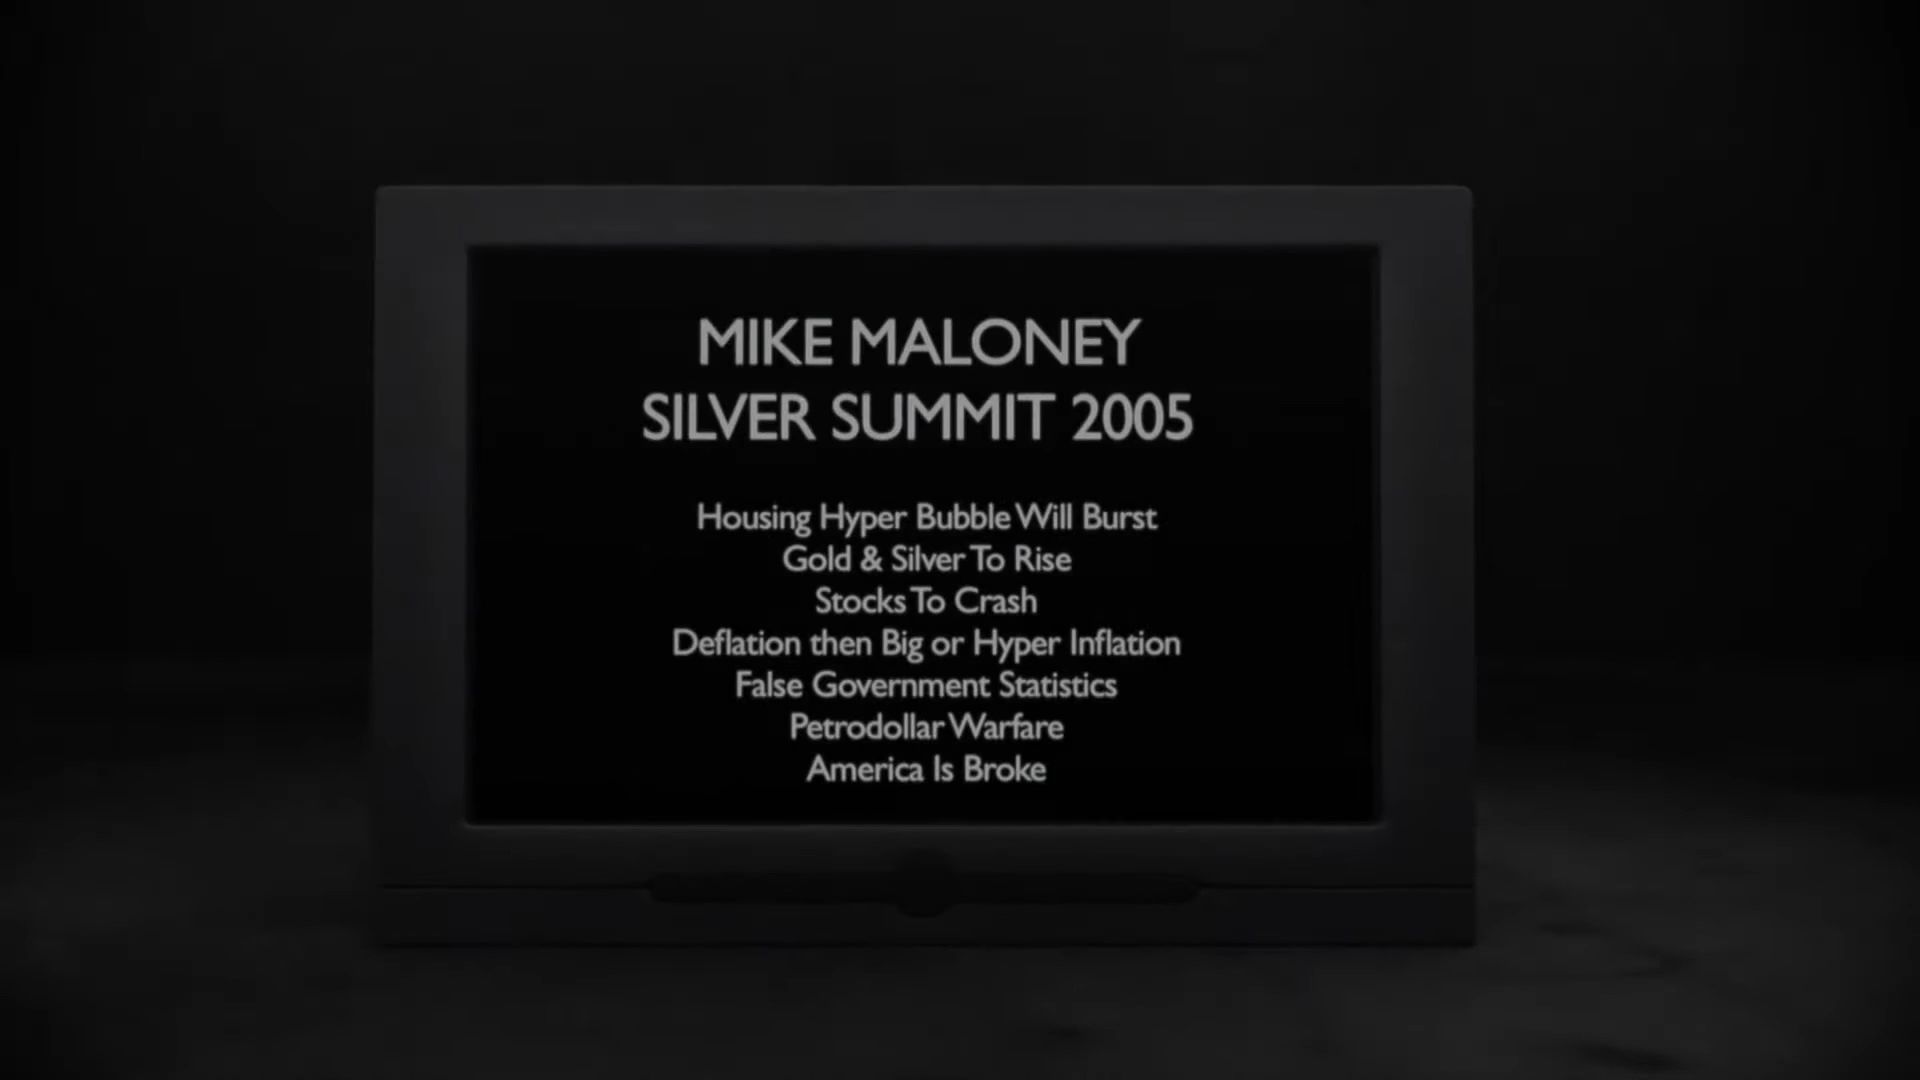 MIKE MALONEY
SILVER SUMMIT 2005
Housing Hyper Bubble Will Burst
Gold & Silver To Rise
Stocks To Crash
Deflation then Big or Hyper Inflation
False Government Statistics
Petrodollar Warfare
America Is Broke